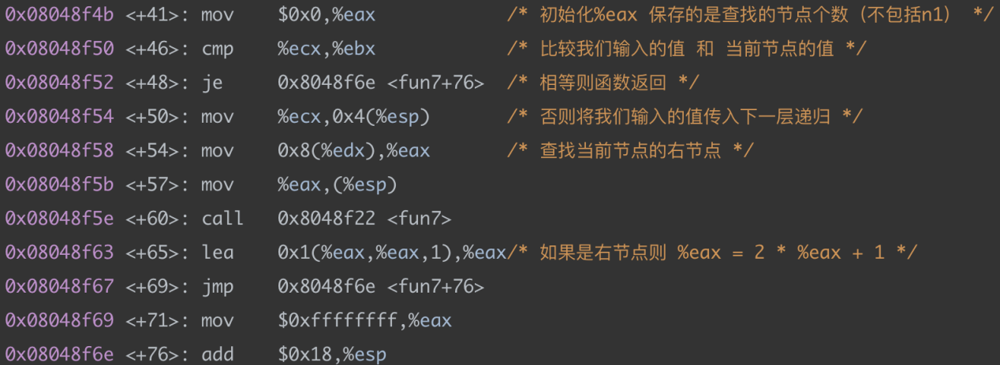 0x08048f4b <+41>: mov    $0x0,%eax            /* 初始化%eax 保存的是查找的节点个数（不包括n1） */
0x08048f50 <+46>: cmp    %ecx,%ebx            /* 比较我们输入的值 和 当前节点的值 */
0x08048f52 <+48>: je     0x8048f6e <fun7+76>  /* 相等则函数返回 */
0x08048f54 <+50>: mov    %ecx,0x4(%esp)       /* 否则将我们输入的值传入下一层递归 */
0x08048f58 <+54>: mov    0x8(%edx),%eax       /* 查找当前节点的右节点 */
0x08048f5b <+57>: mov    %eax,(%esp)
0x08048f5e <+60>: call   0x8048f22 <fun7>
0x08048f63 <+65>: lea    0x1(%eax,%eax,1),%eax/* 如果是右节点则 %eax = 2 * %eax + 1 */
0x08048f67 <+69>: jmp    0x8048f6e <fun7+76>
0x08048f69 <+71>: mov    $0xffffffff,%eax
0x08048f6e <+76>: add    $0x18,%esp